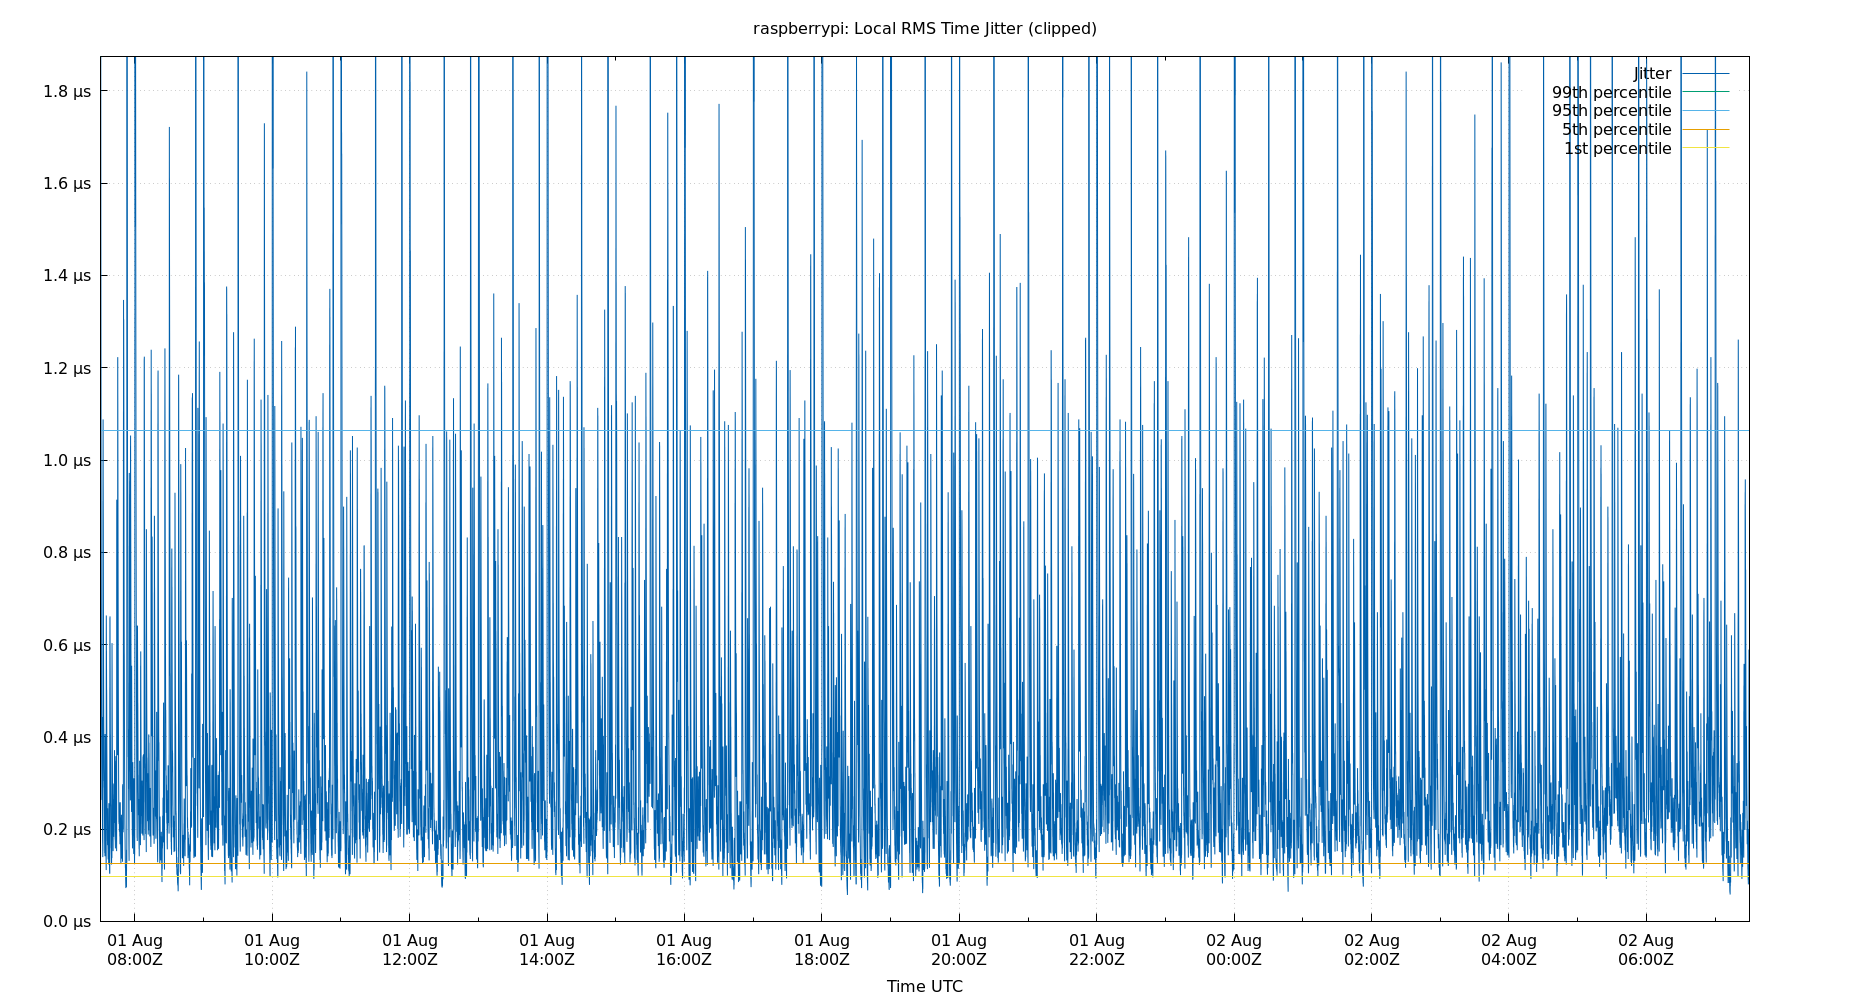 raspberrypi: Local RMS Time Jitter (clipped)
Jitter
99th percentile
95th percentile
5th percentile
1st percentile
1.8 µs
1.6 µs
1.4 µs
1.2 µs
1.0 µs
0.8 µs
0.6 µs
0.4 µs
0.2 µs
0.0 µs
01 Aug 01 Aug 01 Aug 01 Aug 01 Aug 01 Aug 01 Aug 01 Aug 02 Aug 02 Aug 02 Aug 02 Aug
08:00Z 10:00Z 12:00Z 14:00Z 16:00Z 18:00Z 20:00Z 22:00Z 00:00Z 02:00Z 04:00Z 06:00Z
Time UTC